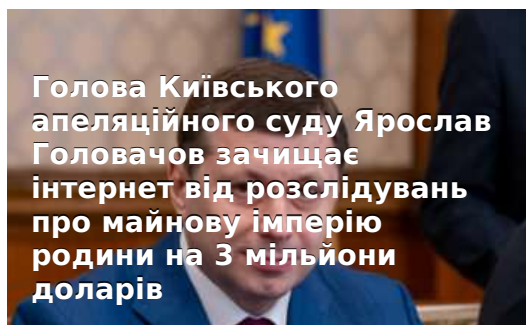 Голова Київського
апеляційного суду Ярослав
Головачов зачищає
інтернет від розслідувань
про майнову імперію
родини на 3 мільйони
доларів